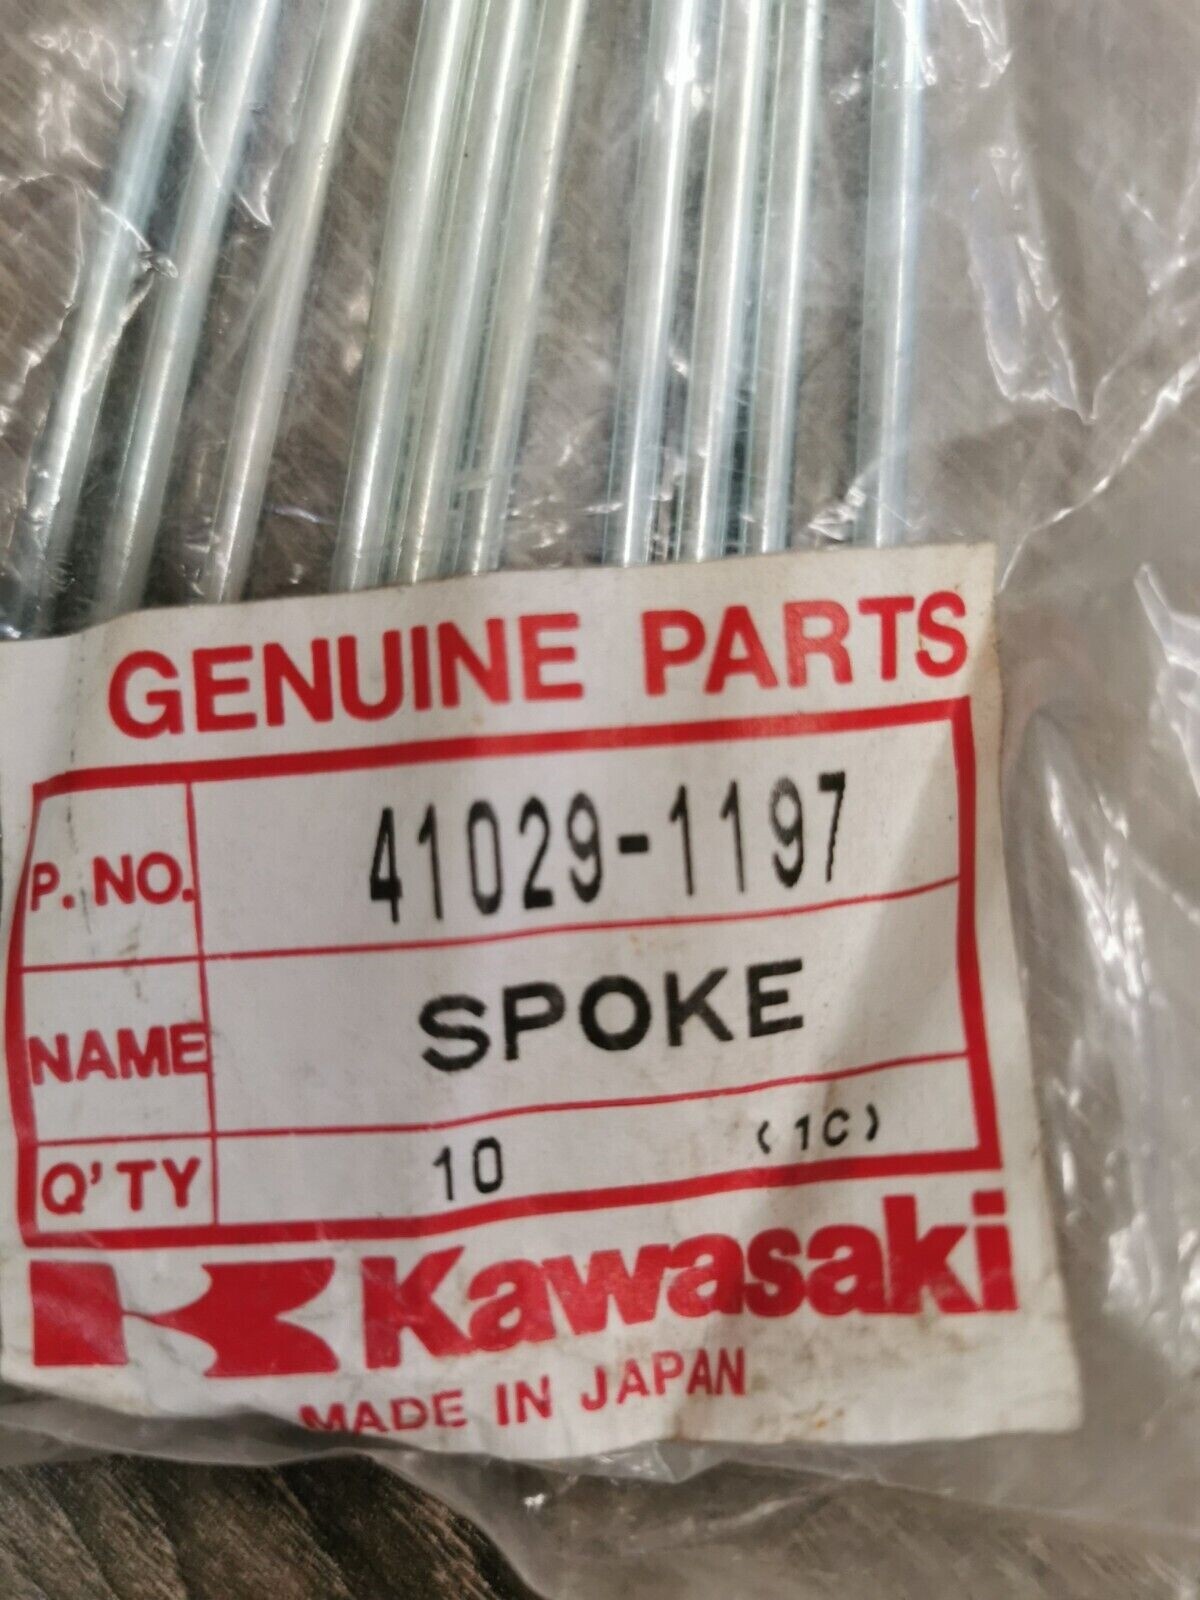 GENUINE PARTS
P. NO. 41029-1197
NAME SPOKE
Q'TY 10 (1C)
Kawasaki
MADE IN JAPAN